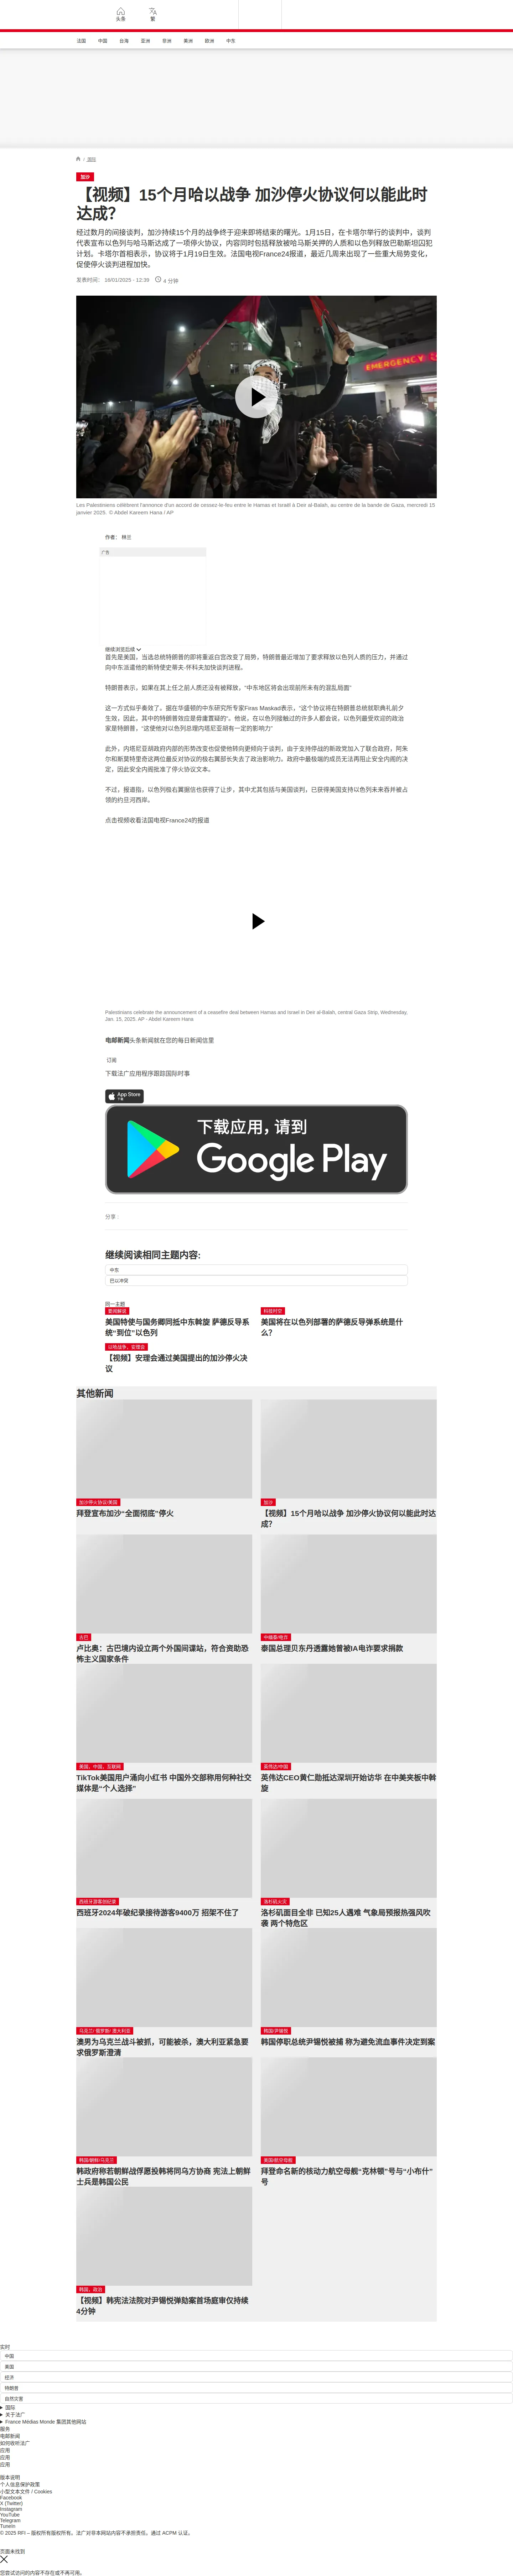 头条
繁
法国
中国
台海
亚洲
非洲
美洲
欧洲
中东
/ 国际
加沙
【视频】15个月哈以战争 加沙停火协议何以能此时
达成？
经过数月的间接谈判，加沙持续15个月的战争终于迎来即将结束的曙光。1月15日，在卡塔尔举行的谈判中，谈判
代表宣布以色列与哈马斯达成了一项停火协议，内容同时包括释放被哈马斯关押的人质和以色列释放巴勒斯坦囚犯
计划。卡塔尔首相表示，协议将于1月19日生效。法国电视France24报道，最近几周来出现了一些重大局势变化，
促使停火谈判进程加快。
发表时间： 16/01/2025 - 12:39
4 分钟
EMERGENCY
Les Palestiniens célèbrent l'annonce d'un accord de cessez-le-feu entre le Hamas et Israël à Deir al-Balah, au centre de la bande de Gaza, mercredi 15
janvier 2025. © Abdel Kareem Hana / AP
作者： 林兰
广告
继续浏览后续
首先是美国，当选总统特朗普的即将重返白宫改变了局势，特朗普最近增加了要求释放以色列人质的压力，并通过
向中东派遣他的新特使史蒂夫·怀科夫加快谈判进程。
特朗普表示，如果在其上任之前人质还没有被释放，“中东地区将会出现前所未有的混乱局面”
这一方式似乎奏效了。据在华盛顿的中东研究所专家Firas Maskad表示，“这个协议将在特朗普总统就职典礼前夕
生效，因此，其中的特朗普效应是毋庸置疑的”。他说，在以色列接触过的许多人都会说，以色列最受欢迎的政治
家是特朗普，“这使他对以色列总理内塔尼亚胡有一定的影响力”
此外，内塔尼亚胡政府内部的形势改变也促使他转向更倾向于谈判，由于支持停战的新政党加入了联合政府，阿朱
尔和斯莫特里奇这两位最反对协议的极右翼部长失去了政治影响力。政府中最极端的成员无法再阻止安全内阁的决
定，因此安全内阁批准了停火协议文本。
不过，报道指，以色列极右翼据信也获得了让步，其中尤其包括与美国谈判，已获得美国支持以色列未来吞并被占
领的约旦河西岸。
点击视频收看法国电视France24的报道
Palestinians celebrate the announcement of a ceasefire deal between Hamas and Israel in Deir al-Balah, central Gaza Strip, Wednesday,
Jan. 15, 2025. AP - Abdel Kareem Hana
电邮新闻头条新闻就在您的每日新闻信里
订阅
下载法广应用程序跟踪国际时事
App Store
下载
下载应用，请到
Google Play
分享 :
继续阅读相同主题内容:
中东
巴以冲突
同一主题
要闻解说
美国特使与国务卿同抵中东斡旋 萨德反导系
统“到位”以色列
科技时空
美国将在以色列部署的萨德反导弹系统是什
么？
以哈战争，安理会
【视频】安理会通过美国提出的加沙停火决
议
其他新闻
加沙停火协议/美国
拜登宣布加沙“全面彻底”停火
加沙
【视频】15个月哈以战争 加沙停火协议何以能此时达
成？
古巴
卢比奥：古巴境内设立两个外国间谍站，符合资助恐
怖主义国家条件
中缅泰/电诈
泰国总理贝东丹透露她曾被IA电诈要求捐款
美国、中国、互联网
TikTok美国用户涌向小红书 中国外交部称用何种社交
媒体是“个人选择”
英伟达/中国
英伟达CEO黄仁勋抵达深圳开始访华 在中美夹板中斡
旋
西班牙游客创纪录
西班牙2024年破纪录接待游客9400万 招架不住了
洛杉矶火灾
洛杉矶面目全非 已知25人遇难 气象局预报热强风吹
袭 两个特危区
乌克兰/ 俄罗斯/ 澳大利亚
澳男为乌克兰战斗被抓，可能被杀，澳大利亚紧急要
求俄罗斯澄清
韩国/尹锡悦
韩国停职总统尹锡悦被捕 称为避免流血事件决定到案
韩国/朝鲜/乌克兰
韩政府称若朝鲜战俘愿投韩将同乌方协商 宪法上朝鲜
士兵是韩国公民
美国/航空母舰
拜登命名新的核动力航空母舰“克林顿”号与“小布什”
号
韩国，政治
【视频】韩宪法法院对尹锡悦弹劾案首场庭审仅持续
4分钟
实时
中国
美国
经济
特朗普
自然灾害
国际
关于法广
France Médias Monde 集团其他网站
服务
电邮新闻
如何收听法广
应用
应用
应用
版本说明
个人信息保护政策
小型文本文件 / Cookies
Facebook
X (Twitter)
Instagram
YouTube
Telegram
TuneIn
© 2025 RFI – 版权所有版权所有。法广对非本网站内容不承担责任。通过 ACPM 认证。
页面未找到
您尝试访问的内容不存在或不再可用。